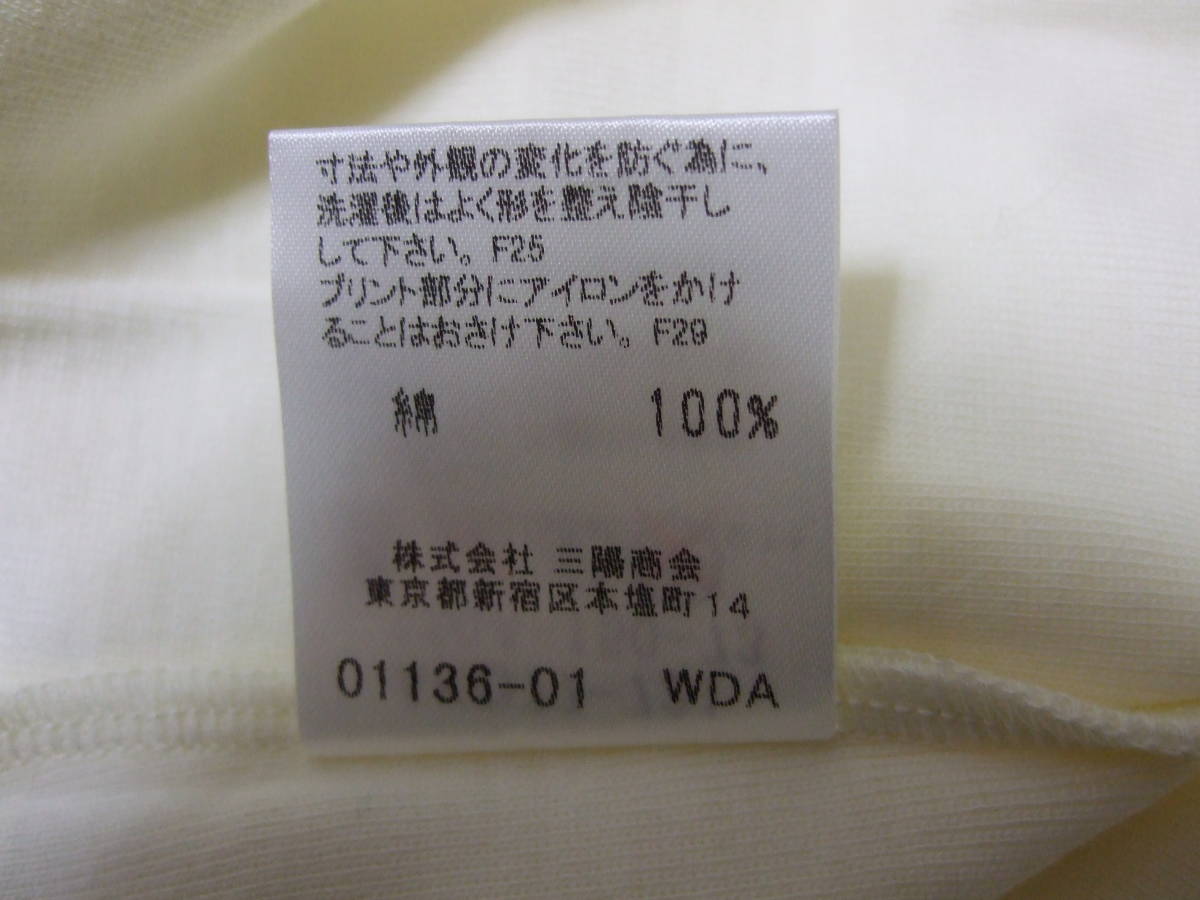 寸法や外観の変化を防ぐ為に、
洗濯後はよく形を整え陰干し
して下さい。F25
プリント部分にアイロンをかけ
ることはおさけ下さい。F29
綿 100%
株式会社 三陽商会
東京都新宿区本塩町14
01136-01 WDA